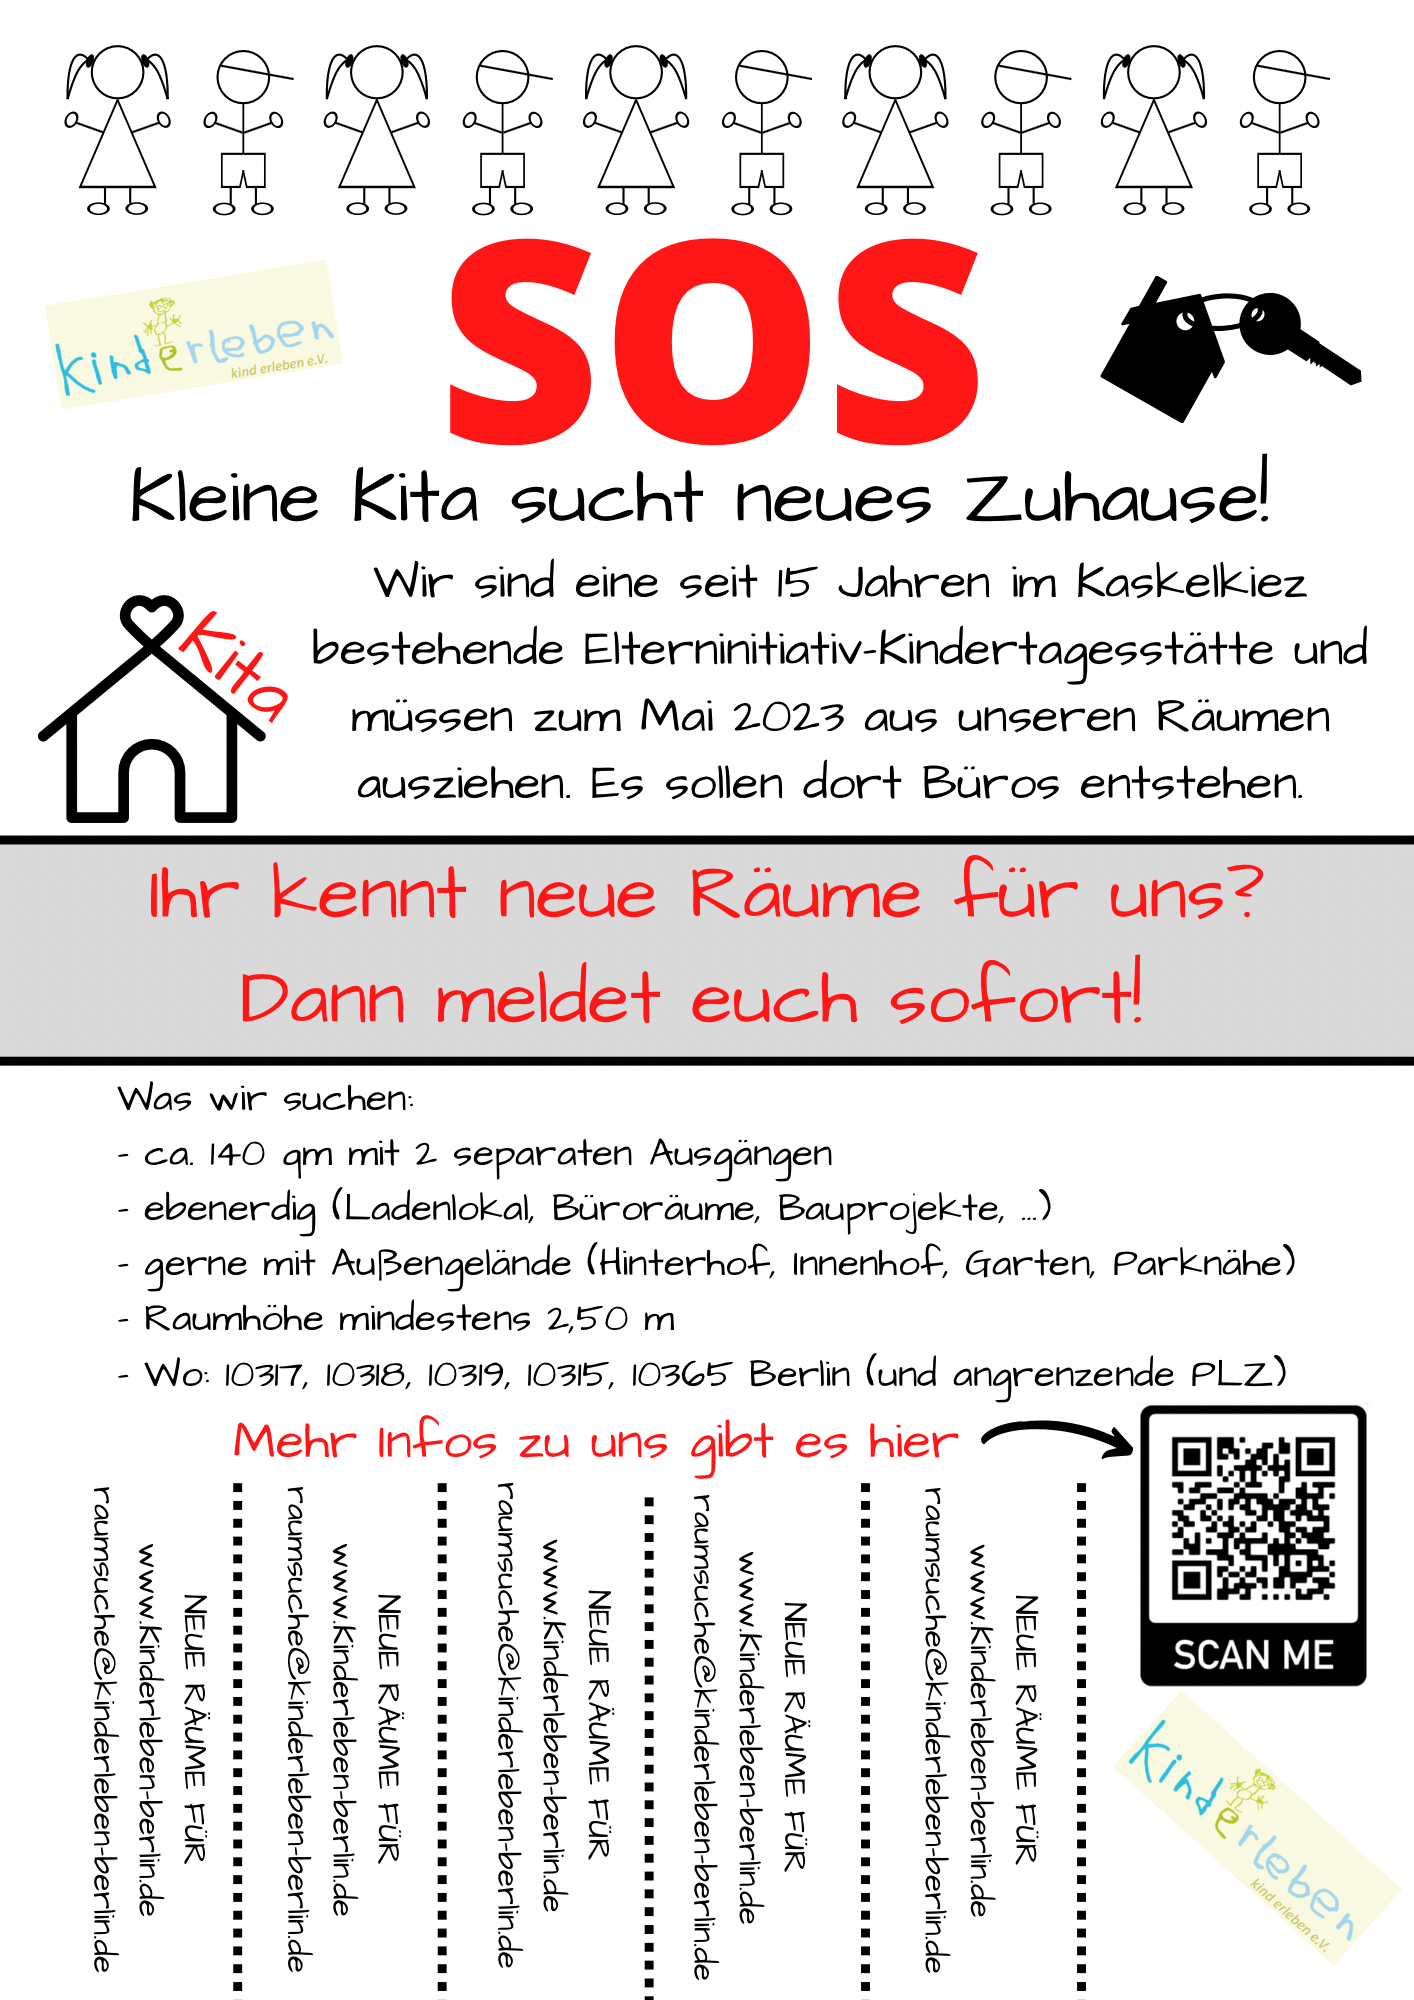 kinderleben
kind erleben e.V.
SOS
Kleine Kita sucht neues Zuhause!
Kita
Wir sind eine seit 15 Jahren im Kaskelkiez
bestehende Elterninitiativ-Kindertagesstätte und
müssen zum Mai 2023 aus unseren Räumen
ausziehen. Es sollen dort Büros entstehen.
Ihr kennt neue Räume für uns?
Dann meldet euch sofort!
Was wir suchen:
- ca. 140 qm mit 2 separaten Ausgängen
- ebenerdig (Ladenlokal, Büroräume, Bauprojekte, ...)
- gerne mit Außengelände (Hinterhof, Innenhof, Garten, Parknähe)
- Raumhöhe mindestens 2,50 m
- Wo: 10317, 10318, 10319, 10315, 10365 Berlin (und angrenzende PLZ)
Mehr Infos zu uns gibt es hier
SCAN ME
NEUE RÄUME FÜR
www.kinderleben-berlin.de
raumsuche@kinderleben-berlin.de
NEUE RÄUME FÜR
www.kinderleben-berlin.de
raumsuche@kinderleben-berlin.de
NEUE RÄUME FÜR
www.kinderleben-berlin.de
raumsuche@kinderleben-berlin.de
NEUE RÄUME FÜR
www.kinderleben-berlin.de
raumsuche@kinderleben-berlin.de
NEUE RÄUME FÜR
www.kinderleben-berlin.de
raumsuche@kinderleben-berlin.de
kinderleben
kind erleben e.V.